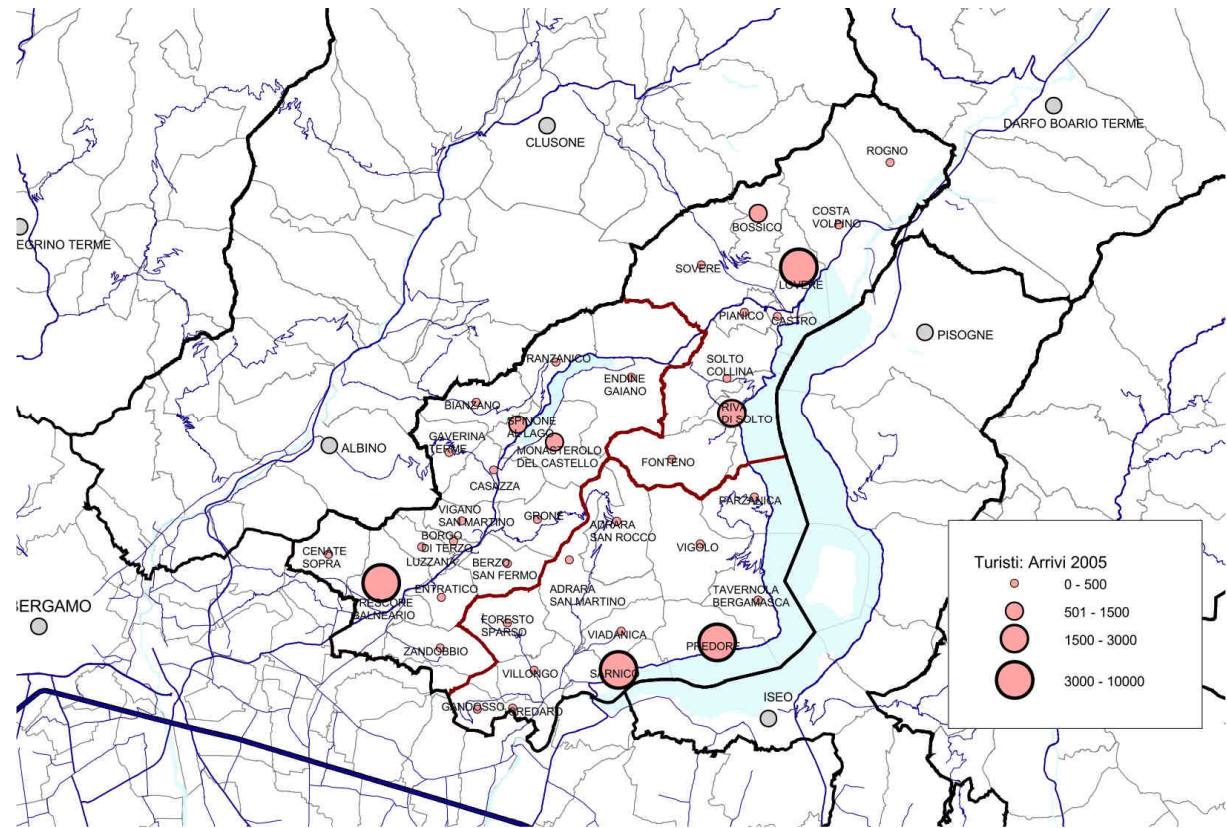 DARFO BOARIO TERME
CLUSONE
ROGNO
COSTA
VOLPINO
BOSSICO
EGRINO TERME
SOVERE
LOVERE
PIANICO
CASTRO
PISOGNE
RANZANICO
SOLTO
COLLINA
ENDINE
GAIANO
BIANZANO
RIVA
DI SOLTO
SPINONE
AL LAGO
GAVERINA
TERME
ALBINO
MONASTEROLO
DEL CASTELLO
FONTENO
CASAZZA
PARZANICA
VIGANO
SAN MARTINO
GRONE
ADRARA
SAN ROCCO
BORGO
DI TERZO
VIGOLO
CENATE
SOPRA
LUZZANA
BERZO
SAN FERMO
ENTRATICO
ADRARA
SAN MARTINO
TAVERNOLA
BERGAMASCA
BERGAMO
TRESCORE
BALNEARIO
FORESTO
SPARSO
VIADANICA
PREDORE
ZANDOBBIO
VILLONGO
SARNICO
ISEO
GANDOSSO
CREDARO
Turisti: Arrivi 2005
0 - 500
501 - 1500
1500 - 3000
3000 - 10000